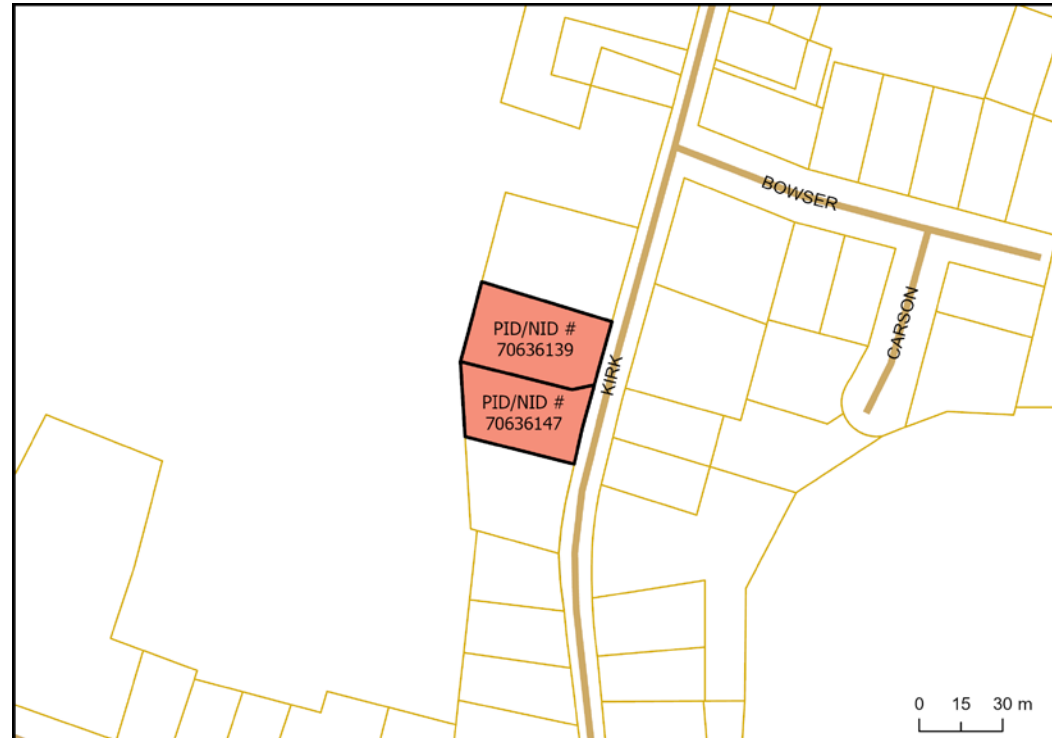 BOWSER
CARSON
PID/NID #
70636139
KIRK
PID/NID #
70636147
0 15 30 m